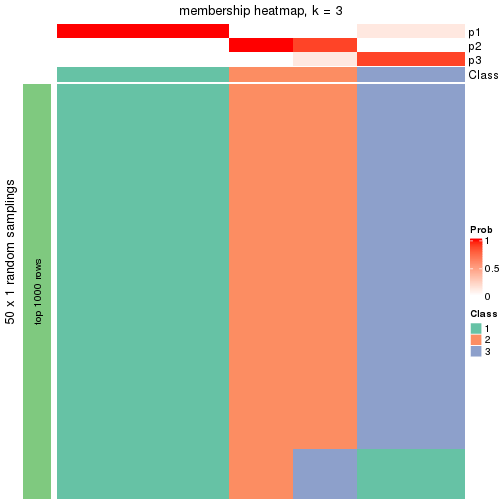 membership heatmap, k = 3
p1
p2
p3
Class
50 x 1 random samplings
top 1000 rows
Prob
1
0.5
0
Class
1
2
3